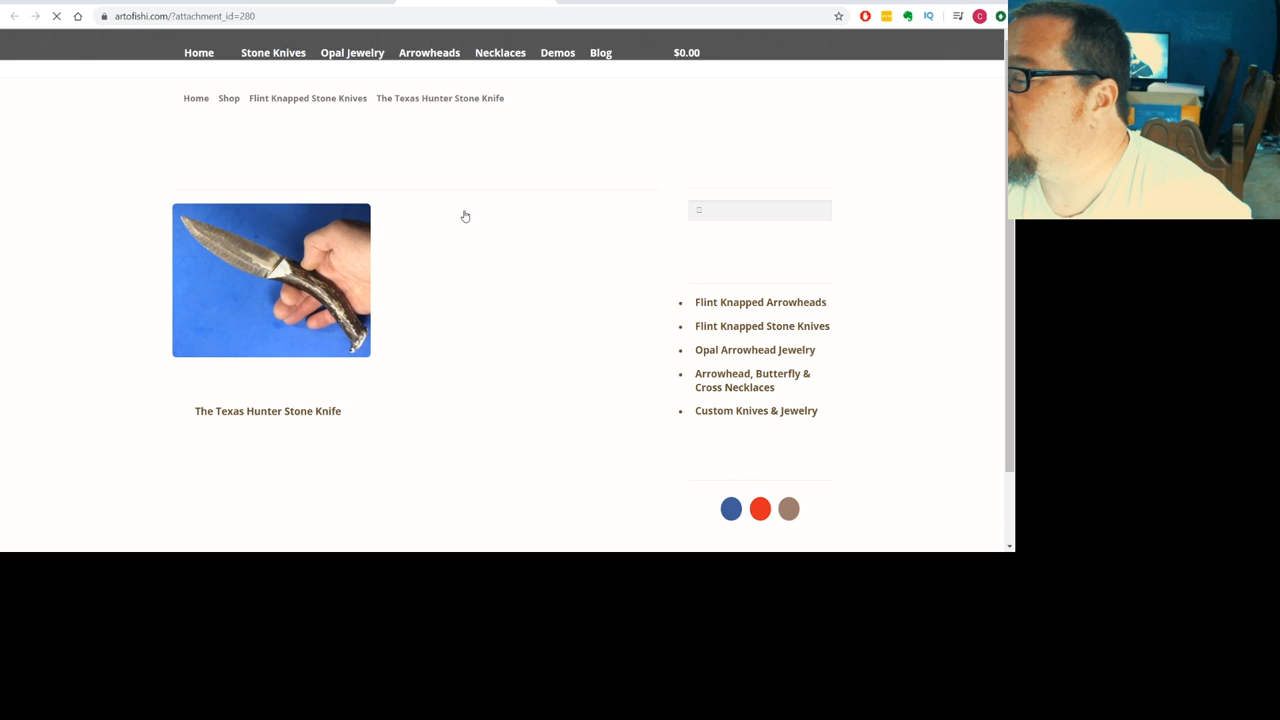 artofishi.com/?attachment_id=280
Home Stone Knives Opal Jewelry Arrowheads Necklaces Demos Blog $0.00
Home Shop Flint Knapped Stone Knives The Texas Hunter Stone Knife
The Texas Hunter Stone Knife
Flint Knapped Arrowheads
Flint Knapped Stone Knives
Opal Arrowhead Jewelry
Arrowhead, Butterfly &
Cross Necklaces
Custom Knives & Jewelry
IQ
C